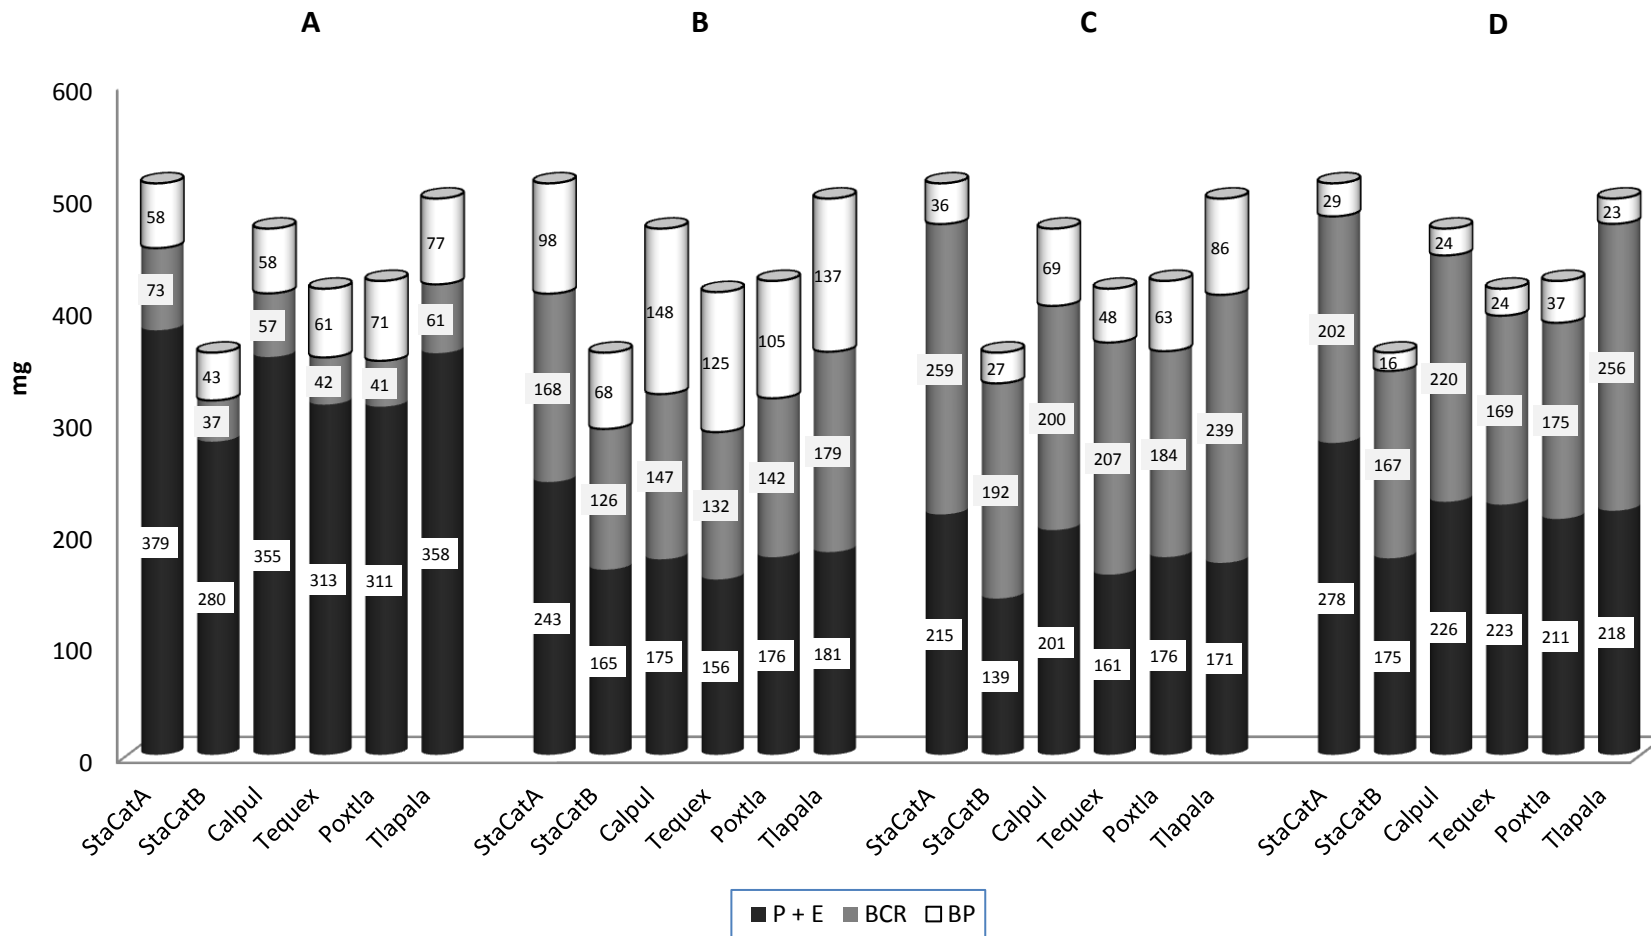 A B C D
mg
600
500
400
300
200
100
0
58 58 61 71 77 43
73 37 57 42 41 61
379 280 355 313 311 358
98 68 148 125 105 137
168 126 147 132 142 179
243 165 175 156 176 181
36 27 69 48 63 86
259 192 200 207 184 239
215 139 201 161 176 171
29 16 24 24 37 23
202 167 220 169 175 256
278 175 226 223 211 218
StaCatA StaCatB Calpul Tequex Poxtla Tlapala StaCatA StaCatB Calpul Tequex Poxtla Tlapala StaCatA StaCatB Calpul Tequex Poxtla Tlapala StaCatA StaCatB Calpul Tequex Poxtla Tlapala
P + E BCR BP